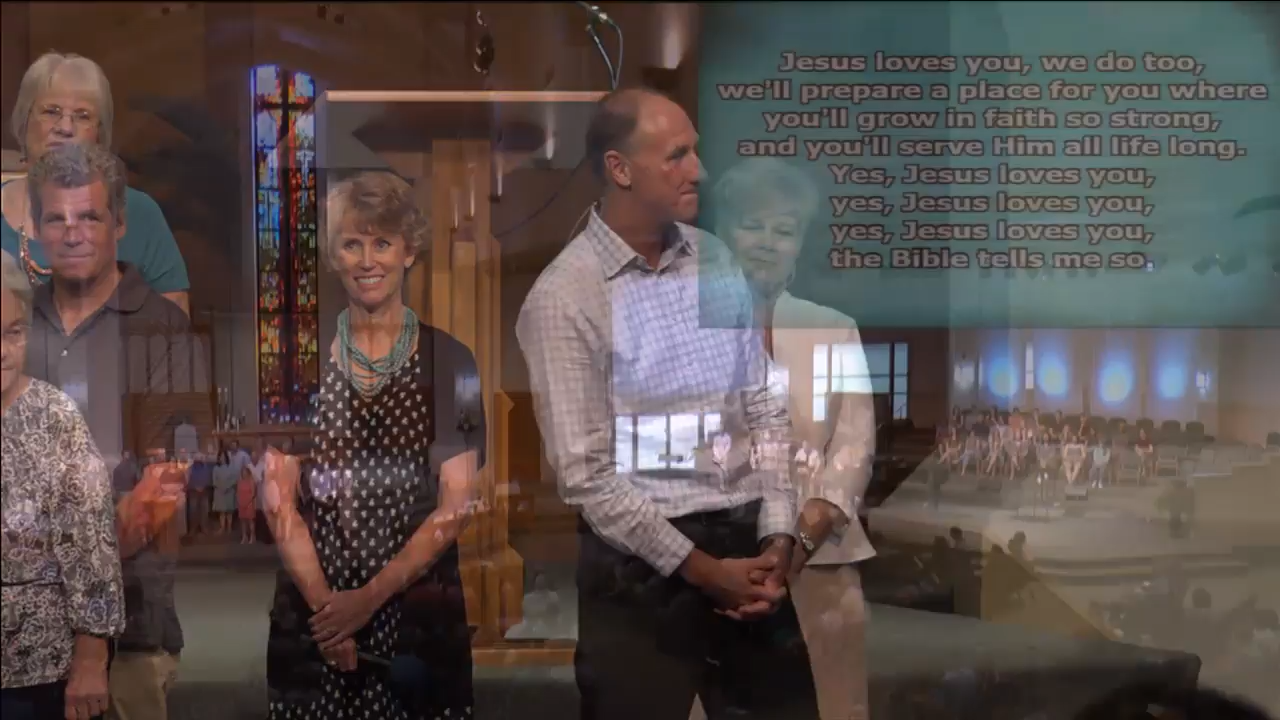 Jesus loves you, we do too,
we'll prepare a place for you where
you'll grow in faith so strong,
and you'll serve Him all life long.
Yes, Jesus loves you,
yes, Jesus loves you,
yes, Jesus loves you,
the Bible tells me so.